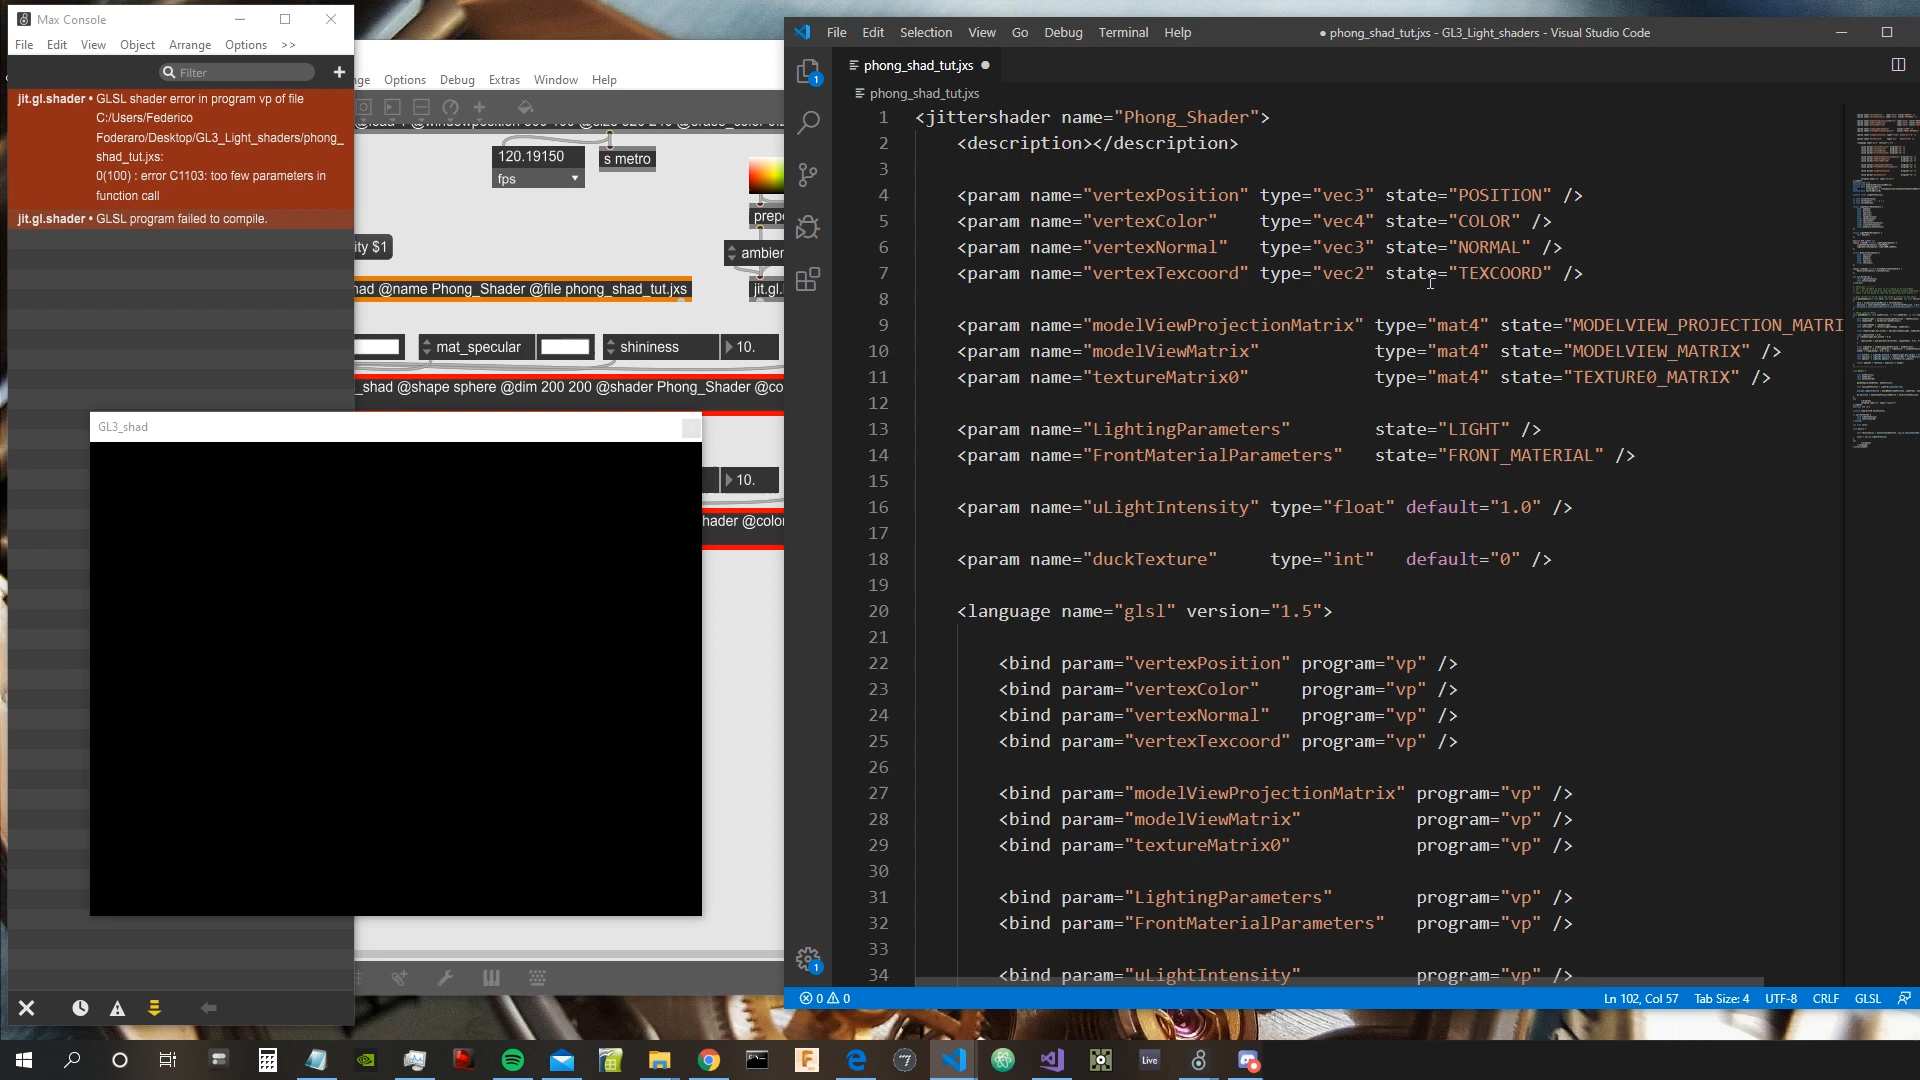 Max Console
File Edit View Object Arrange Options >>
Filter
jit.gl.shader • GLSL shader error in program vp of file
C:/Users/Federico
Foderaro/Desktop/GL3_Light_shaders/phong_
shad_tut.jxs:
0(100) : error C1103: too few parameters in
function call
jit.gl.shader • GLSL program failed to compile.
nge Options Debug Extras Window Help
120.19150
fps
s metro
ity $1
prep
ambien
had @name Phong_Shader @file phong_shad_tut.jxs
jit.gl.
mat_specular
shininess
10.
_shad @shape sphere @dim 200 200 @shader Phong_Shader @co
GL3_shad
10.
hader @color
File Edit Selection View Go Debug Terminal Help
● phong_shad_tut.jxs - GL3_Light_shaders - Visual Studio Code
1
phong_shad_tut.jxs ●
phong_shad_tut.jxs
1 <jittershader name="Phong_Shader">
2 <description></description>
3
4 <param name="vertexPosition" type="vec3" state="POSITION" />
5 <param name="vertexColor" type="vec4" state="COLOR" />
6 <param name="vertexNormal" type="vec3" state="NORMAL" />
7 <param name="vertexTexcoord" type="vec2" state="TEXCOORD" />
8
9 <param name="modelViewProjectionMatrix" type="mat4" state="MODELVIEW_PROJECTION_MATRI
10 <param name="modelViewMatrix" type="mat4" state="MODELVIEW_MATRIX" />
11 <param name="textureMatrix0" type="mat4" state="TEXTURE0_MATRIX" />
12
13 <param name="LightingParameters" state="LIGHT" />
14 <param name="FrontMaterialParameters" state="FRONT_MATERIAL" />
15
16 <param name="uLightIntensity" type="float" default="1.0" />
17
18 <param name="duckTexture" type="int" default="0" />
19
20 <language name="glsl" version="1.5">
21
22 <bind param="vertexPosition" program="vp" />
23 <bind param="vertexColor" program="vp" />
24 <bind param="vertexNormal" program="vp" />
25 <bind param="vertexTexcoord" program="vp" />
26
27 <bind param="modelViewProjectionMatrix" program="vp" />
28 <bind param="modelViewMatrix" program="vp" />
29 <bind param="textureMatrix0" program="vp" />
30
31 <bind param="LightingParameters" program="vp" />
32 <bind param="FrontMaterialParameters" program="vp" />
33
34 <bind param="uLightIntensity" program="vp" />
1
0 0
Ln 102, Col 57 Tab Size: 4 UTF-8 CRLF GLSL
Live